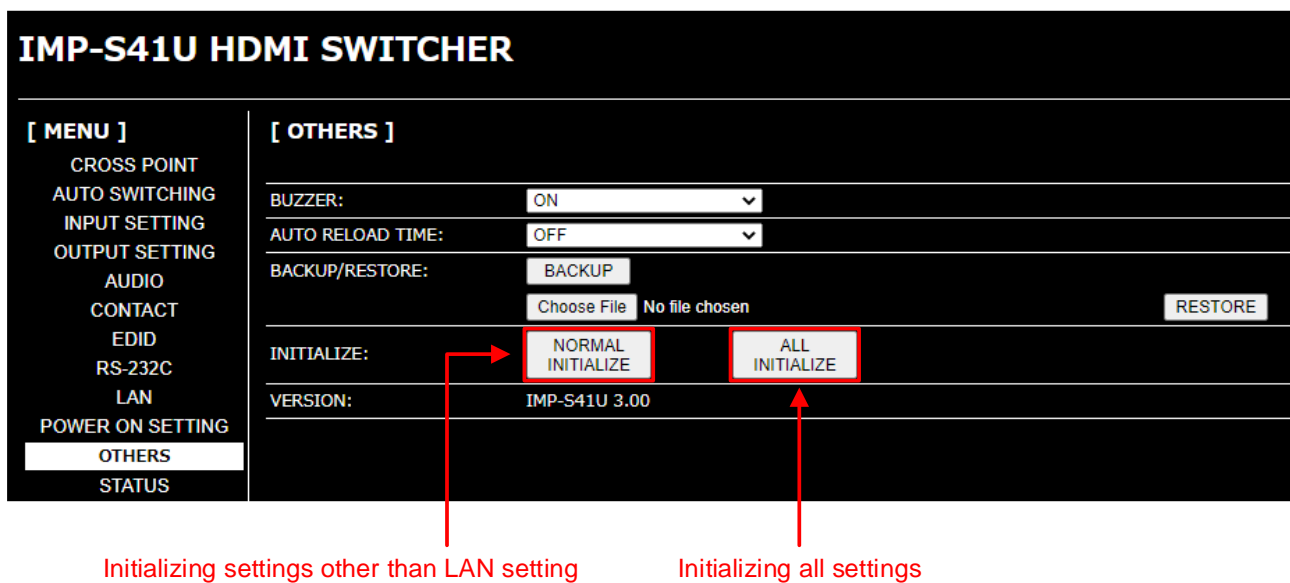 IMP-S41U HDMI SWITCHER
[ MENU ]
CROSS POINT
AUTO SWITCHING
INPUT SETTING
OUTPUT SETTING
AUDIO
CONTACT
EDID
RS-232C
LAN
POWER ON SETTING
OTHERS
STATUS
[ OTHERS ]
BUZZER: ON
AUTO RELOAD TIME: OFF
BACKUP/RESTORE: BACKUP
Choose File No file chosen RESTORE
INITIALIZE: NORMAL INITIALIZE ALL INITIALIZE
VERSION: IMP-S41U 3.00
Initializing settings other than LAN setting
Initializing all settings